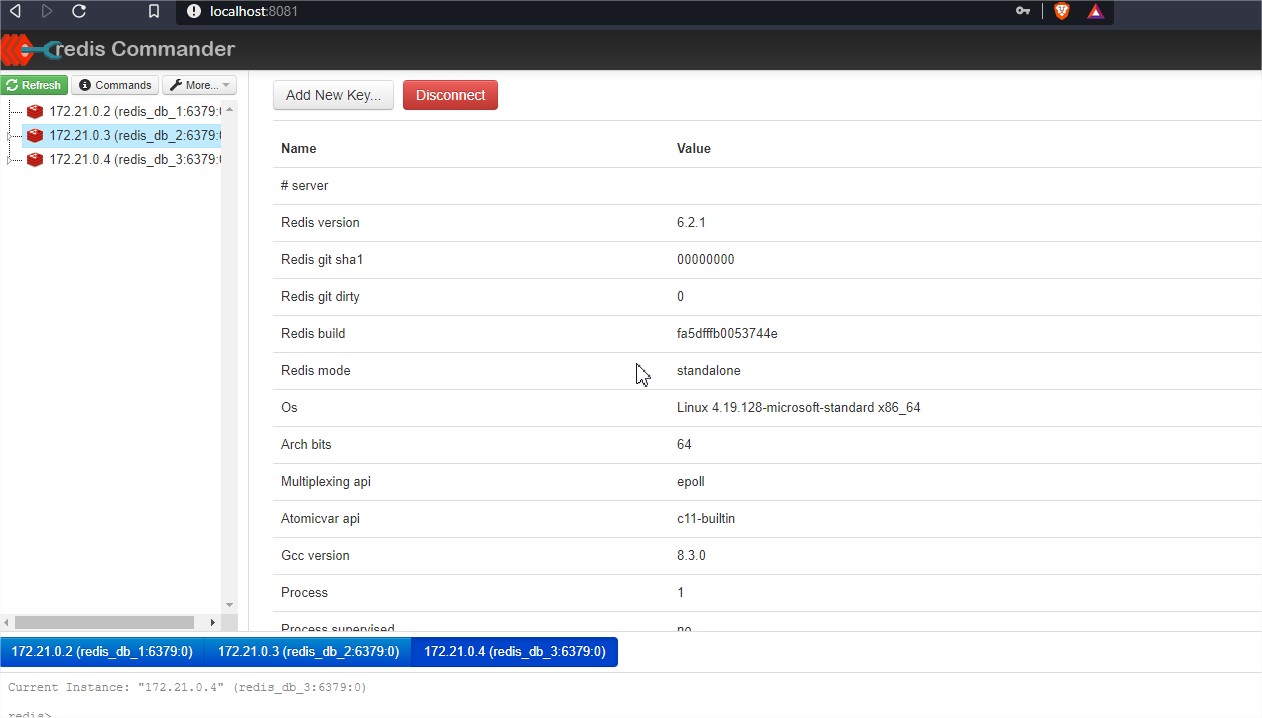 localhost:8081
redis Commander
Refresh Commands More...
172.21.0.2 (redis_db_1:6379:
172.21.0.3 (redis_db_2:6379:
172.21.0.4 (redis_db_3:6379:
Add New Key... Disconnect
Name Value
# server
Redis version 6.2.1
Redis git sha1 00000000
Redis git dirty 0
Redis build fa5dfffb0053744e
Redis mode standalone
Os Linux 4.19.128-microsoft-standard x86_64
Arch bits 64
Multiplexing api epoll
Atomicvar api c11-builtin
Gcc version 8.3.0
Process 1
Process supervised no
172.21.0.2 (redis_db_1:6379:0) 172.21.0.3 (redis_db_2:6379:0) 172.21.0.4 (redis_db_3:6379:0)
Current Instance: "172.21.0.4" (redis_db_3:6379:0)
redis>